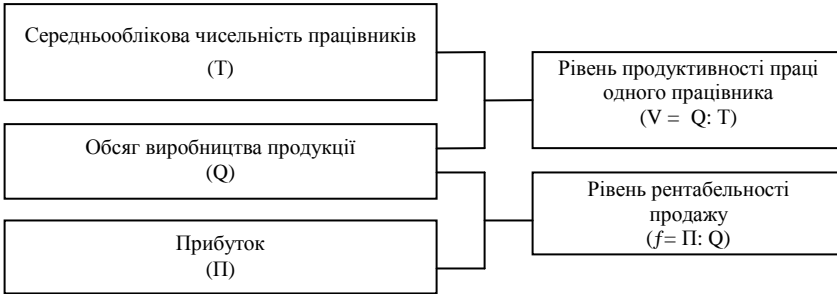 Середньооблікова чисельність працівників
(Т)
Обсяг виробництва продукції
(Q)
Прибуток
(П)
Рівень продуктивності праці
одного працівника
(V = Q: T)
Рівень рентабельності
продажу
(ƒ= П: Q)